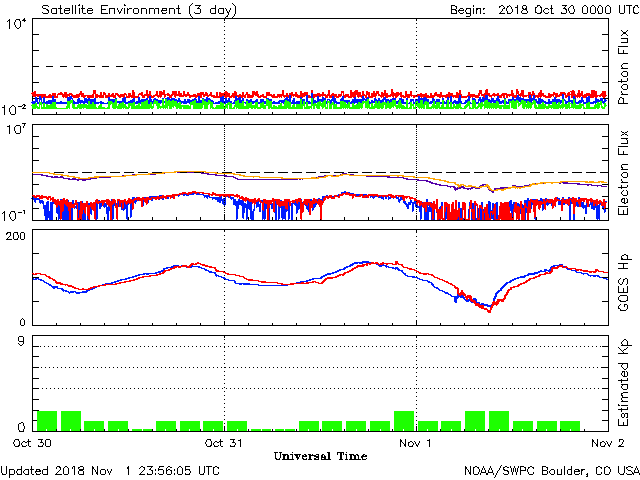 Satellite Environment (3 day) Begin: 2018 Oct 30 0000 UTC
10^4
10^-2
Proton Flux
10^7
10^-1
Electron Flux
200
0
GOES Hp
9
0
Estimated Kp
Oct 30 Oct 31 Nov 1 Nov 2
Universal Time
Updated 2018 Nov 1 23:56:05 UTC NOAA/SWPC Boulder, CO USA